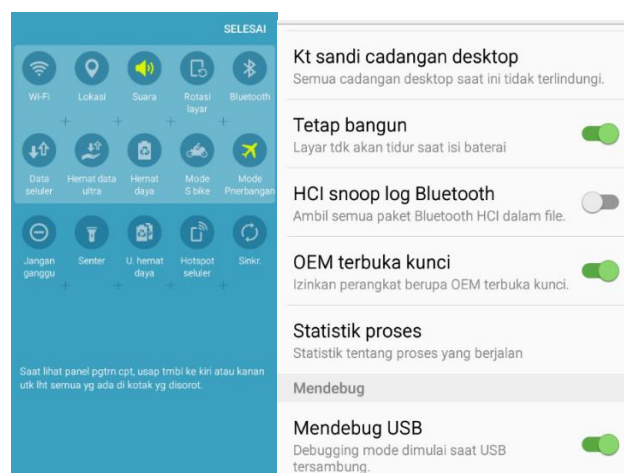 SELESAI
Wi-Fi
Lokasi
Suara
Rotasi
layar
Bluetooth
Data
seluler
Hemat data
ultra
Hemat
daya
Mode
S bike
Mode
Pnerbangan
Jangan
ganggu
Senter
U. hemat
daya
Hotspot
seluler
Sinkr.
Saat lihat panel pgtrn cpt, usap tmbl ke kiri atau kanan
utk lht semua yg ada di kotak yg disorot.
Kt sandi cadangan desktop
Semua cadangan desktop saat ini tidak terlindungi.
Tetap bangun
Layar tdk akan tidur saat isi baterai
HCI snoop log Bluetooth
Ambil semua paket Bluetooth HCI dalam file.
OEM terbuka kunci
Izinkan perangkat berupa OEM terbuka kunci.
Statistik proses
Statistik tentang proses yang berjalan
Mendebug
Mendebug USB
Debugging mode dimulai saat USB
tersambung.